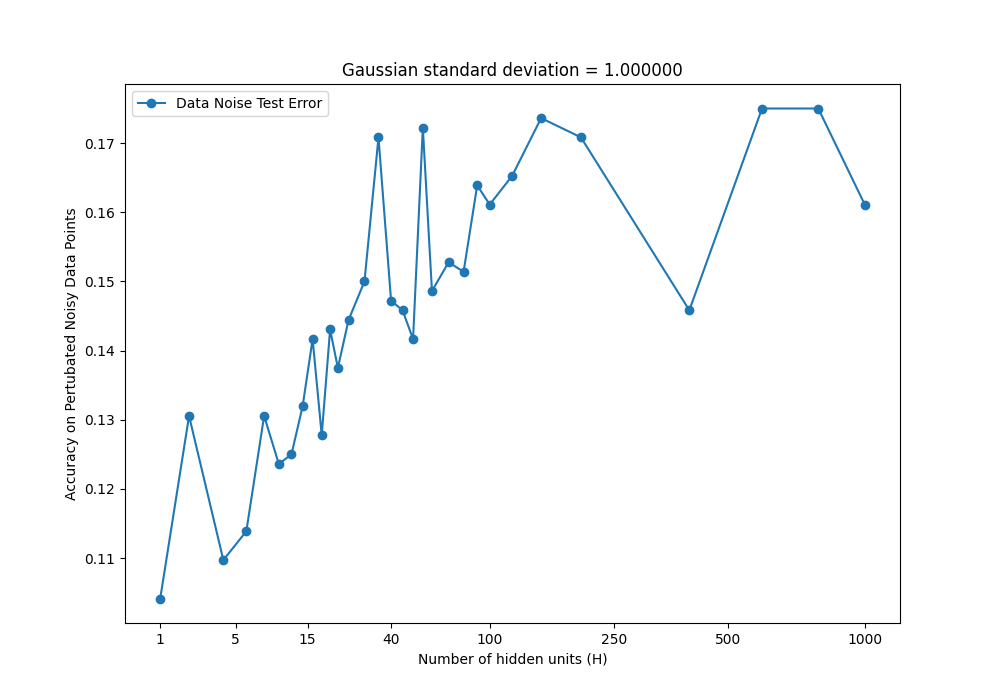 Gaussian standard deviation = 1.000000
Data Noise Test Error
Accuracy on Pertubated Noisy Data Points
0.17
0.16
0.15
0.14
0.13
0.12
0.11
1 5 15 40 100 250 500 1000
Number of hidden units (H)